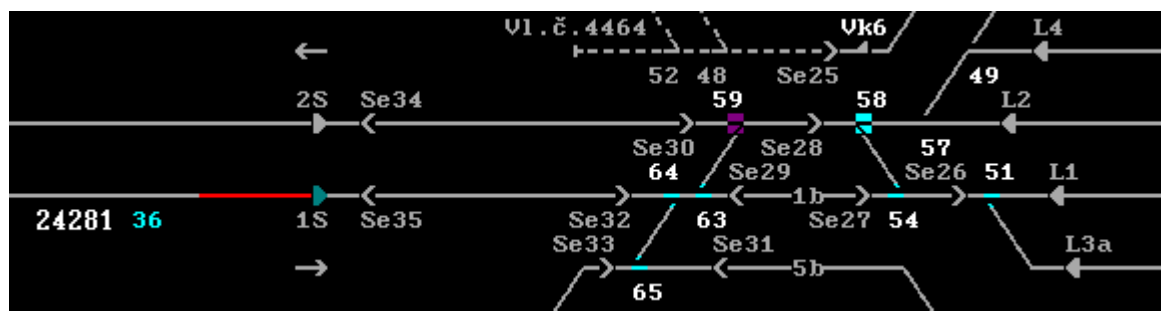 Vl.č.4464 Vk6 L4
52 48 Se25 49
2S Se34 59 58 L2
Se30 Se28 57
64 Se29 Se26 51 L1
1b
24281 36 1S Se35 Se32 63 Se27 54
Se33 Se31 L3a
5b
65